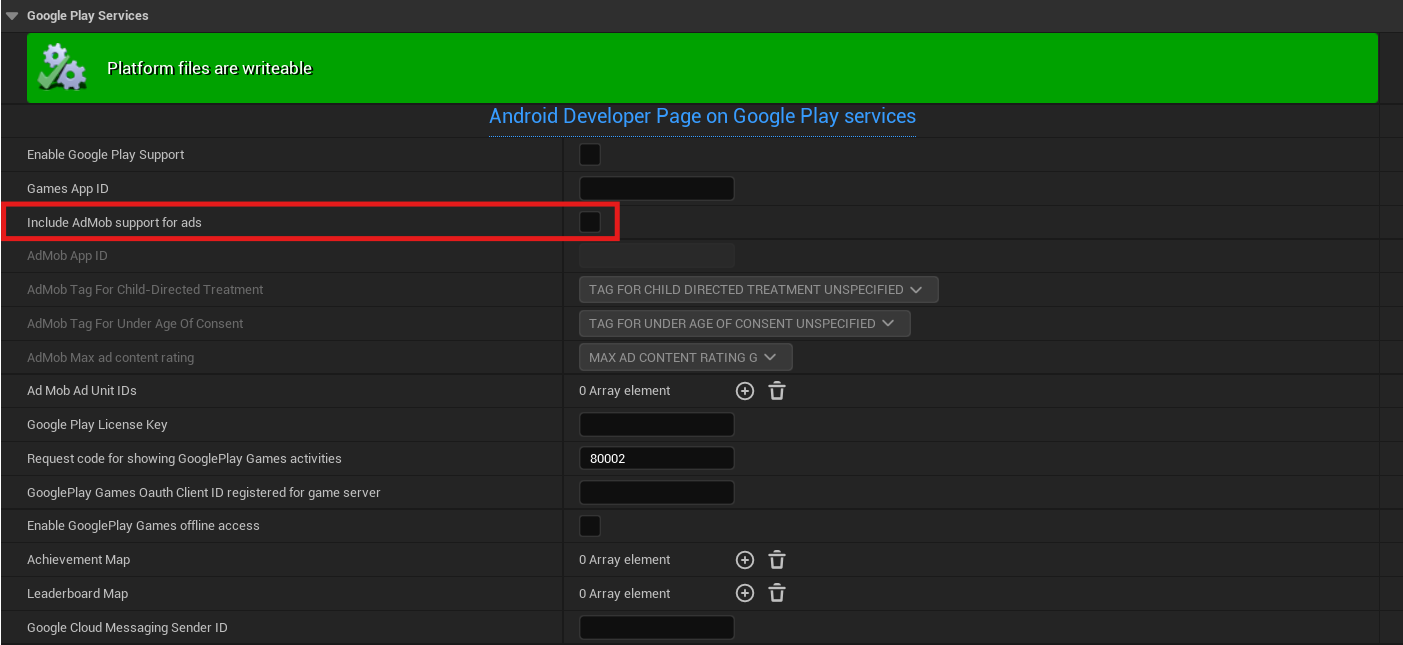 Google Play Services
Platform files are writeable
Android Developer Page on Google Play services
Enable Google Play Support
Games App ID
Include AdMob support for ads
AdMob App ID
AdMob Tag For Child-Directed Treatment TAG FOR CHILD DIRECTED TREATMENT UNSPECIFIED
AdMob Tag For Under Age Of Consent TAG FOR UNDER AGE OF CONSENT UNSPECIFIED
AdMob Max ad content rating MAX AD CONTENT RATING G
Ad Mob Ad Unit IDs 0 Array element
Google Play License Key
Request code for showing GooglePlay Games activities 80002
GooglePlay Games Oauth Client ID registered for game server
Enable GooglePlay Games offline access
Achievement Map 0 Array element
Leaderboard Map 0 Array element
Google Cloud Messaging Sender ID